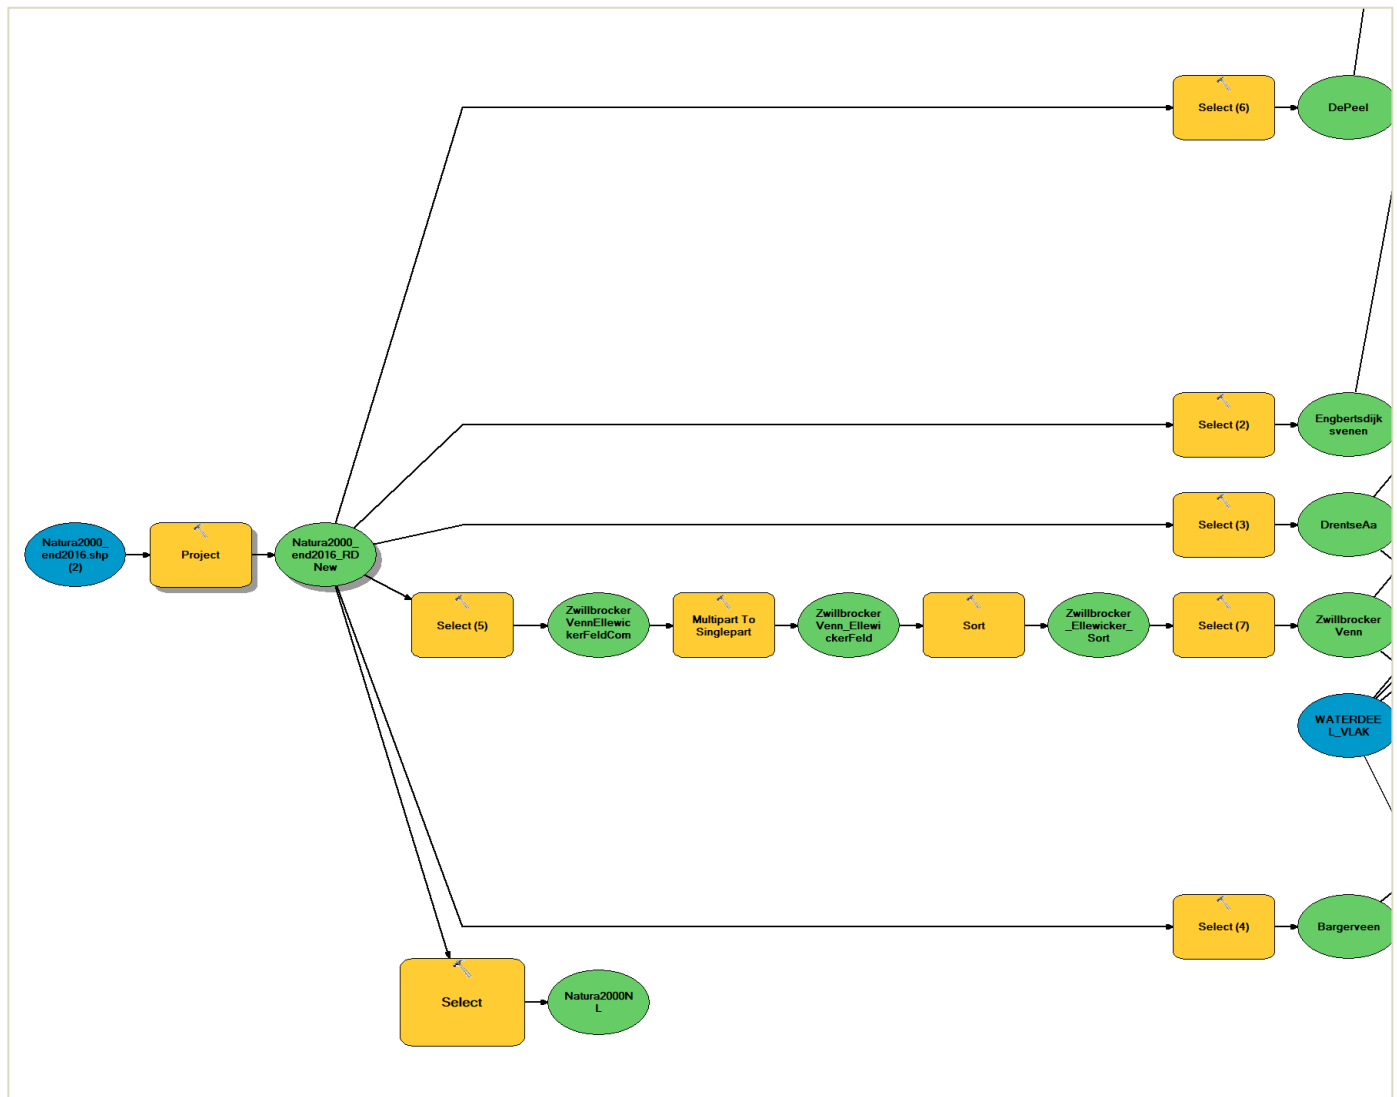 Select (6)
DePeel
Select (2)
Engbertsdijk
svenen
Natura2000_
end2016.shp
(2)
Project
Natura2000_
end2016_RD
New
Select (3)
DrentseAa
Select (5)
Zwillbrocker
VennEllewic
kerFeldCom
Multipart To
Singlepart
Zwillbrocker
Venn_Ellewi
ckerFeld
Sort
Zwillbrocker
_Ellewicker_
Sort
Select (7)
Zwillbrocker
Venn
WATERDEE
L_VLAK
Select (4)
Bargerveen
Select
Natura2000N
L